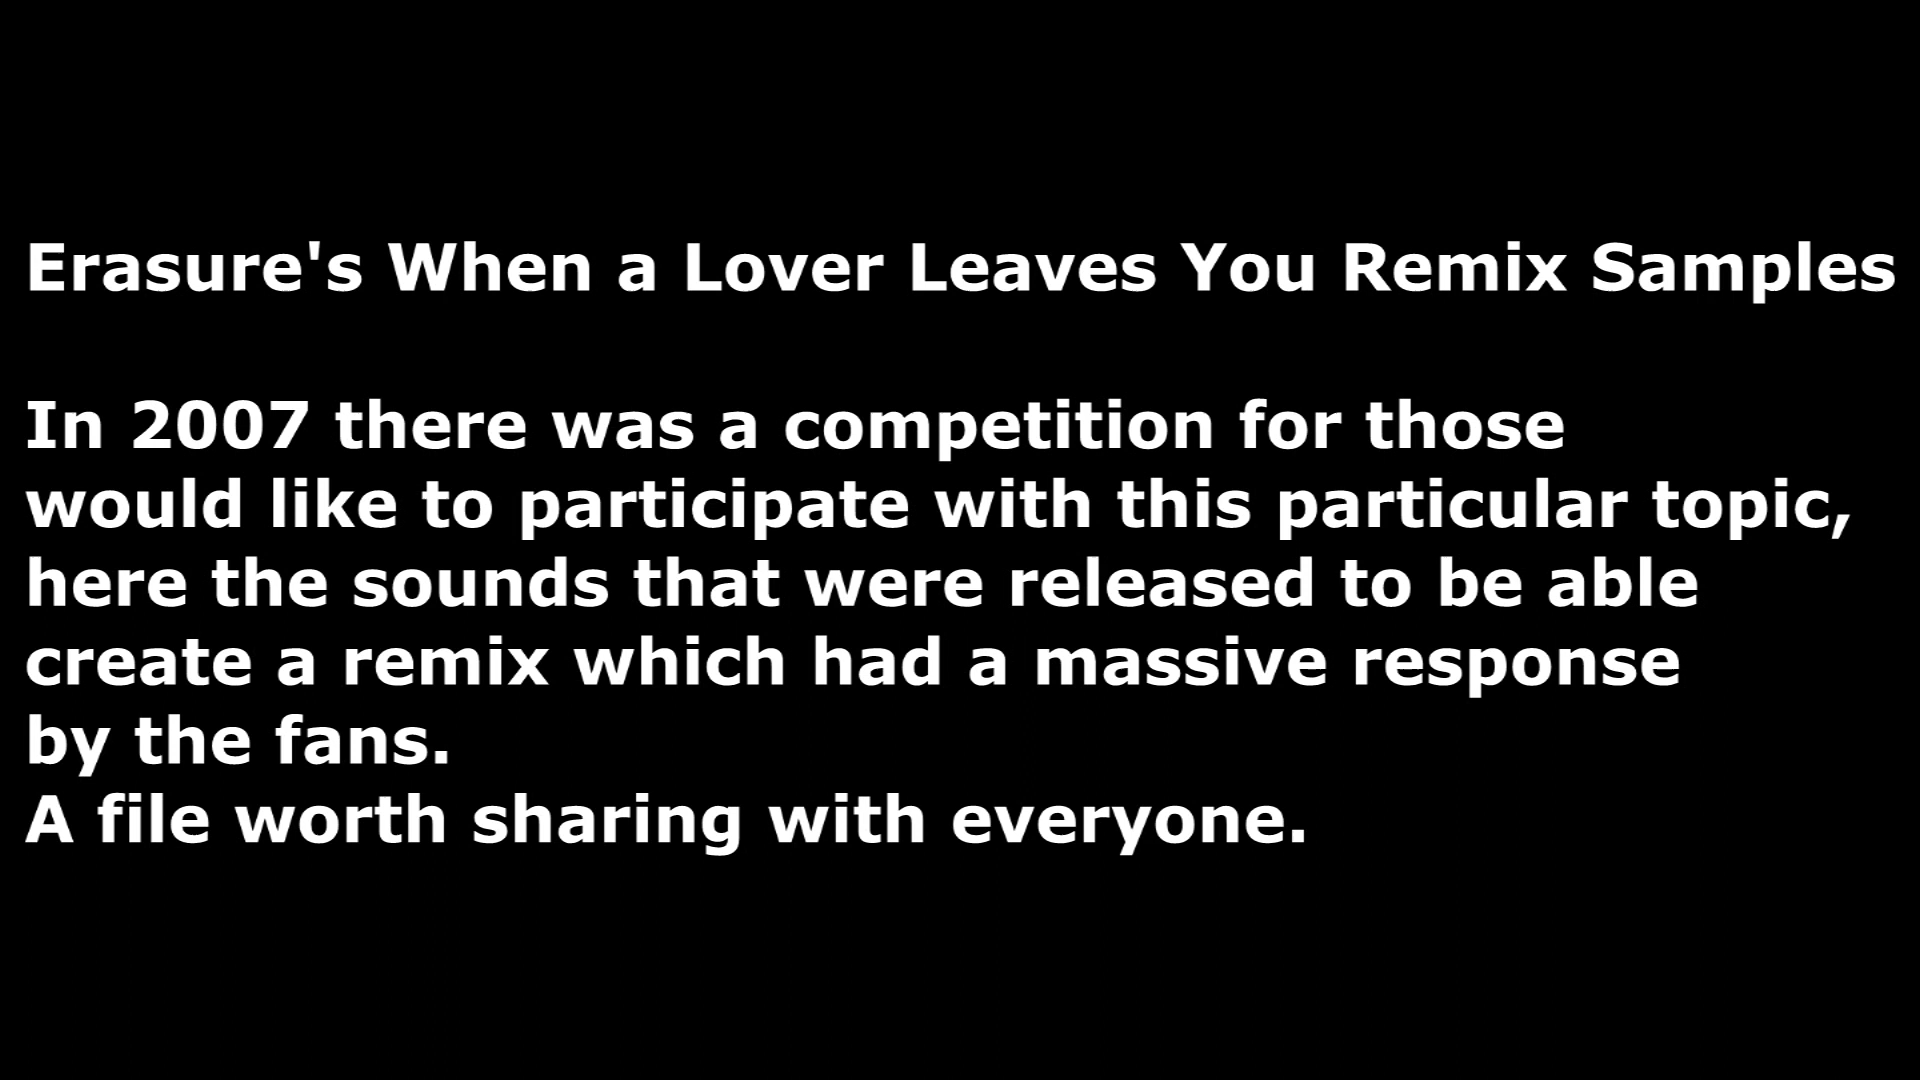 Erasure's When a Lover Leaves You Remix Samples
In 2007 there was a competition for those
would like to participate with this particular topic,
here the sounds that were released to be able
create a remix which had a massive response
by the fans.
A file worth sharing with everyone.